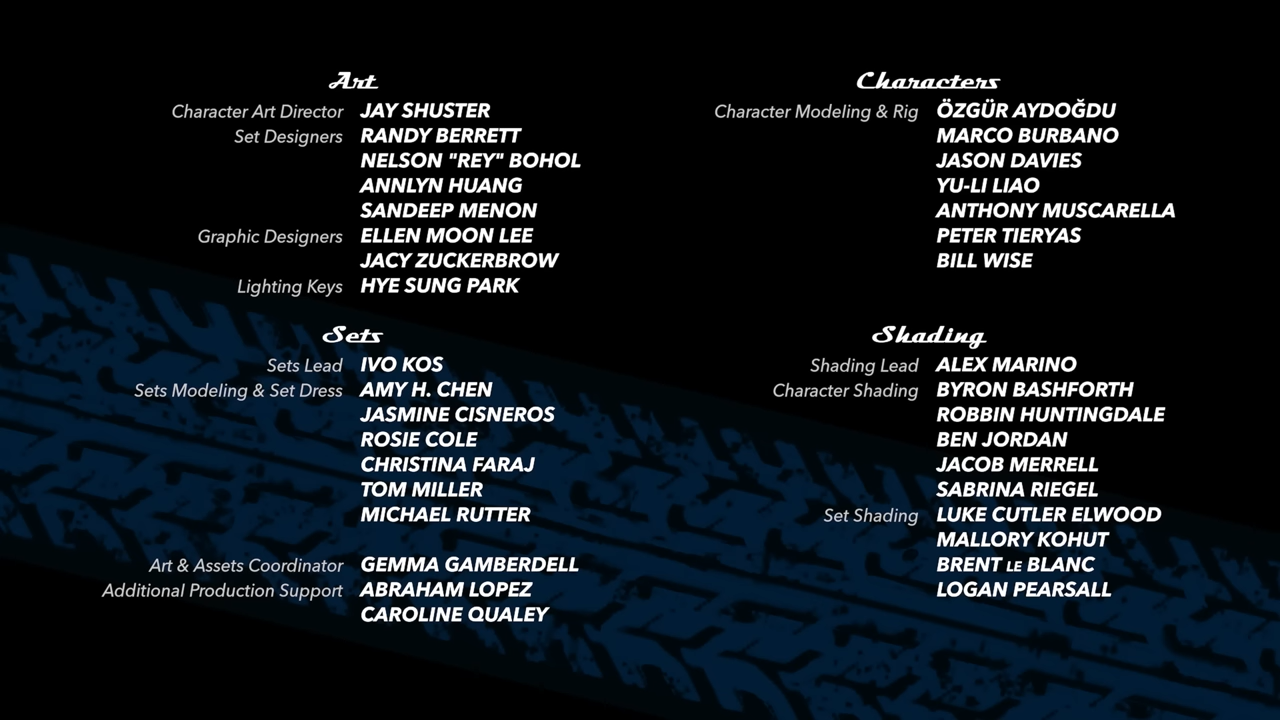 Art
Character Art Director JAY SHUSTER
Set Designers RANDY BERRETT
NELSON "REY" BOHOL
ANNLYN HUANG
SANDEEP MENON
Graphic Designers ELLEN MOON LEE
JACY ZUCKERBROW
Lighting Keys HYE SUNG PARK
Sets
Sets Lead IVO KOS
Sets Modeling & Set Dress AMY H. CHEN
JASMINE CISNEROS
ROSIE COLE
CHRISTINA FARAJ
TOM MILLER
MICHAEL RUTTER
Art & Assets Coordinator GEMMA GAMBERDELL
Additional Production Support ABRAHAM LOPEZ
CAROLINE QUALEY
Characters
Character Modeling & Rig ÖZGÜR AYDOĞDU
MARCO BURBANO
JASON DAVIES
YU-LI LIAO
ANTHONY MUSCARELLA
PETER TIERYAS
BILL WISE
Shading
Shading Lead ALEX MARINO
Character Shading BYRON BASHFORTH
ROBBIN HUNTINGDALE
BEN JORDAN
JACOB MERRELL
SABRINA RIEGEL
Set Shading LUKE CUTLER ELWOOD
MALLORY KOHUT
BRENT LE BLANC
LOGAN PEARSALL